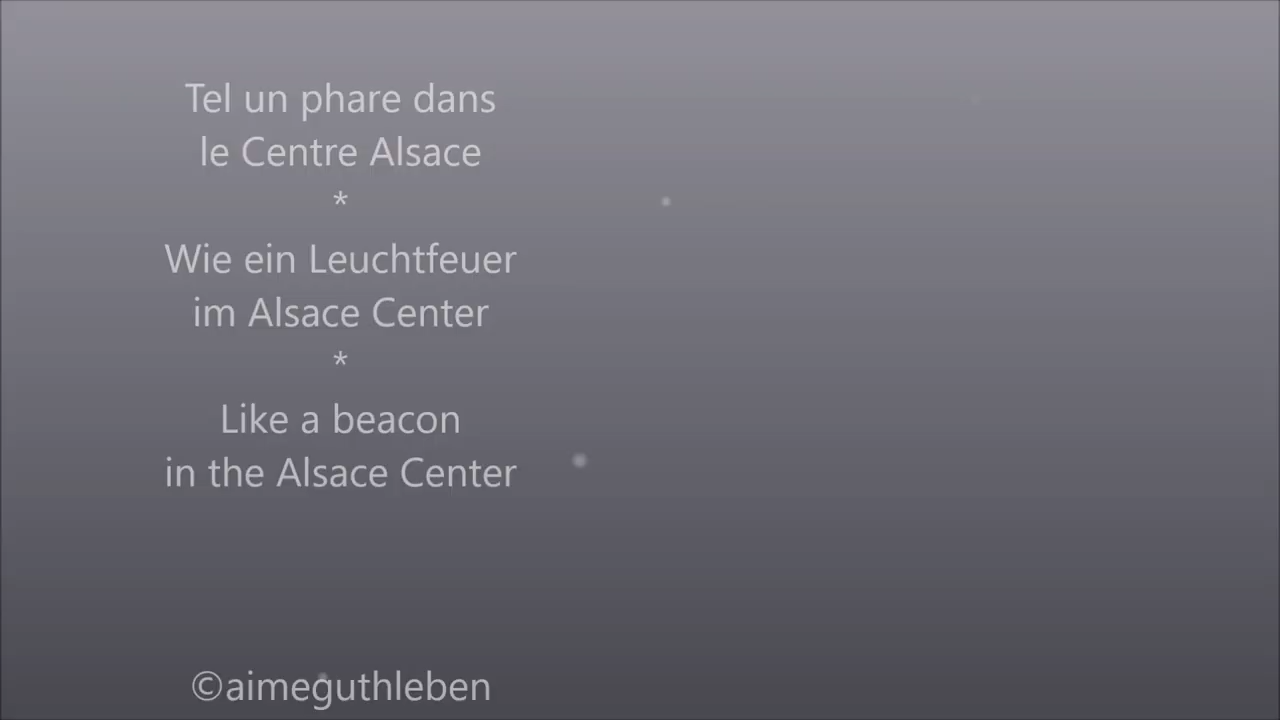 Tel un phare dans
le Centre Alsace
*
Wie ein Leuchtfeuer
im Alsace Center
*
Like a beacon
in the Alsace Center
©aimeguthleben